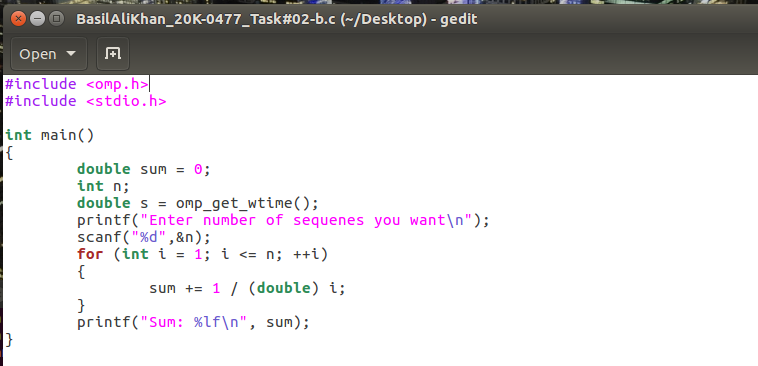 BasilAliKhan_20K-0477_Task#02-b.c (~/Desktop) - gedit
Open
#include <omp.h>
#include <stdio.h>
int main()
{
double sum = 0;
int n;
double s = omp_get_wtime();
printf("Enter number of sequenes you want\n");
scanf("%d",&n);
for (int i = 1; i <= n; ++i)
{
sum += 1 / (double) i;
}
printf("Sum: %lf\n", sum);
}